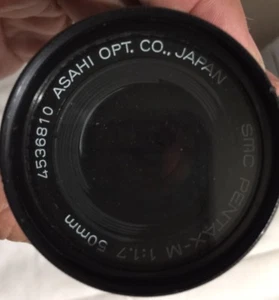 SMC PENTAX-M 1:1.7 50mm
4536810 ASAHI OPT. CO., JAPAN